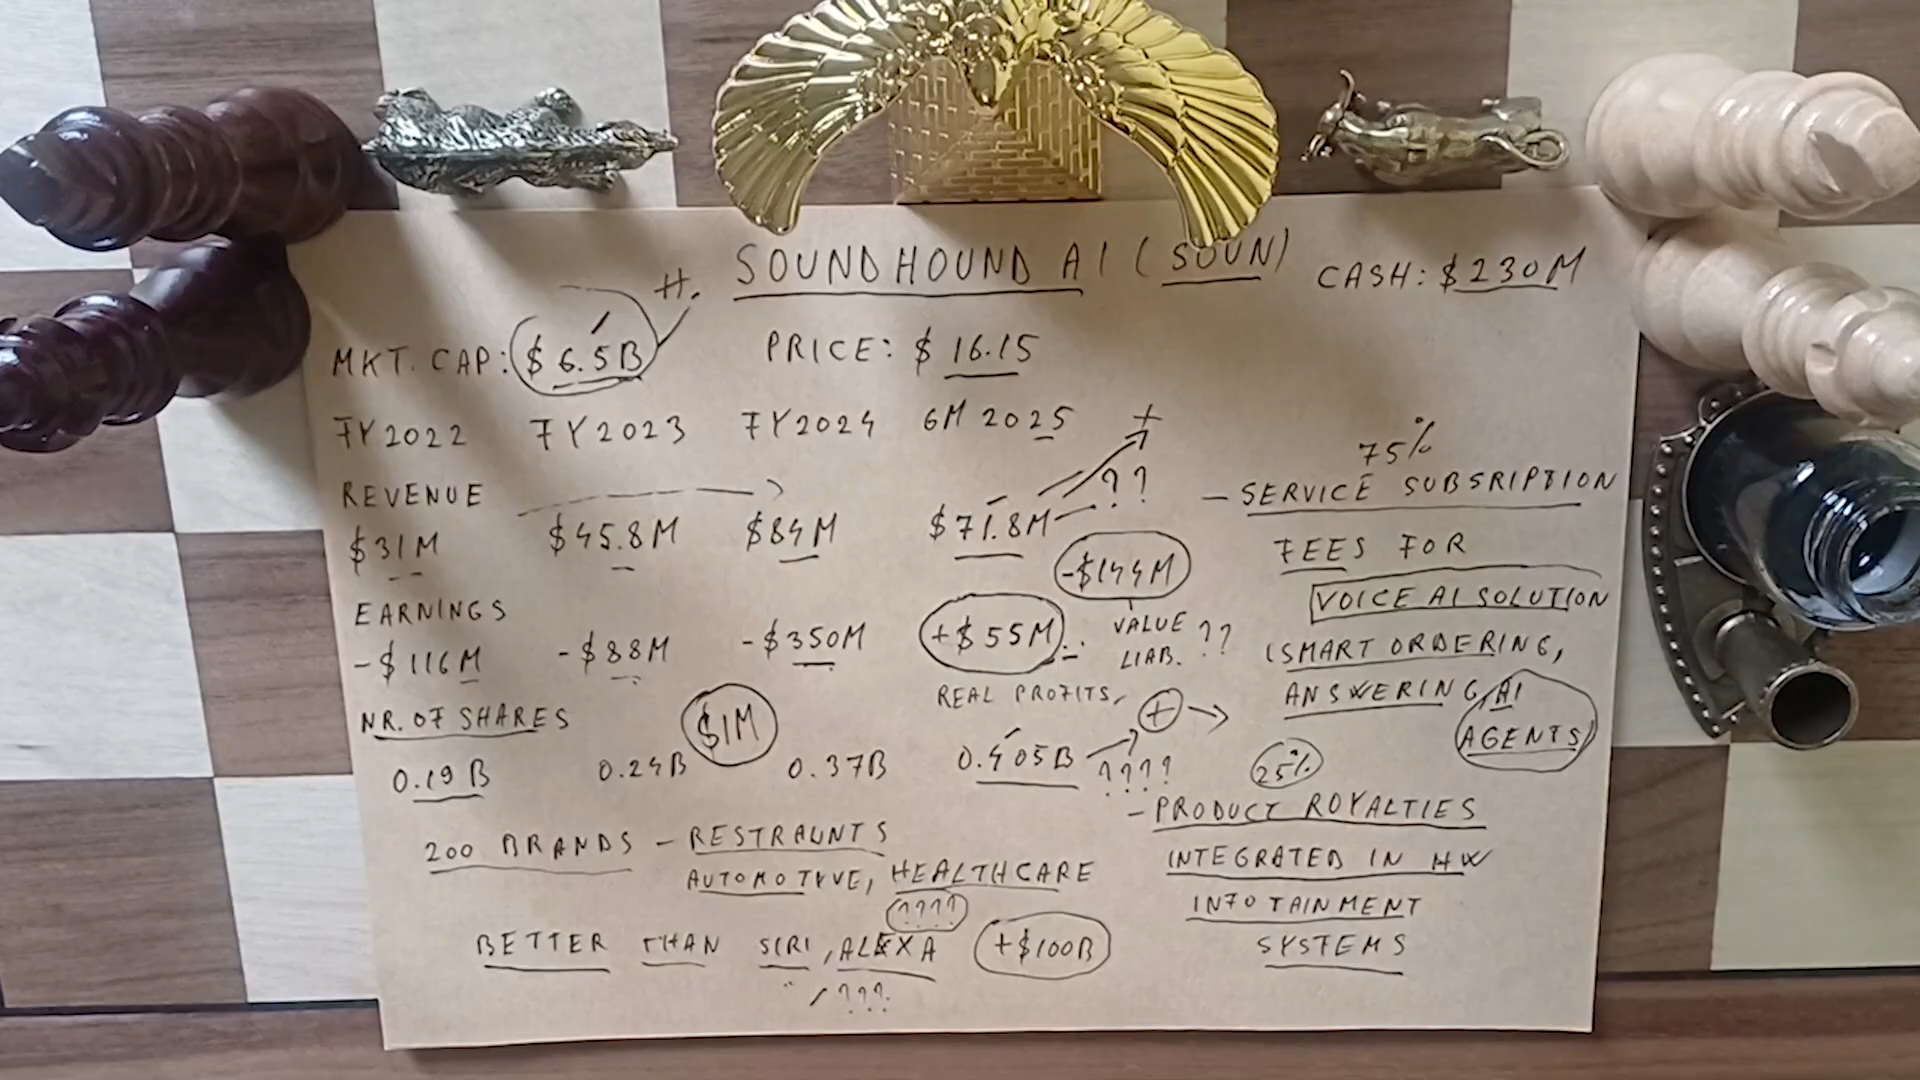 SOUNDHOUND AI (SOUN)
CASH: $230M
H.
MKT. CAP: $6.5B
PRICE: $16.15
FY2022 FY2023 FY2024 6M 2025 +
REVENUE
$31M $45.8M $84M $71.8M ??
-$144M
VALUE LIAB. ??
EARNINGS
-$116M -$88M -$350M +$55M
REAL PROFITS,
NR. OF SHARES
$1M
0.19B 0.24B 0.37B 0.405B + ????
200 BRANDS - RESTRAUNTS
AUTOMOTIVE, HEALTHCARE
????
BETTER THAN SIRI, ALEXA +$100B
???
75%
- SERVICE SUBSRIPTION
FEES FOR
VOICE AI SOLUTION
(SMART ORDERING,
ANSWERING, AI
AGENTS)
25%
- PRODUCT ROYALTIES
INTEGRATED IN HW
INFOTAINMENT
SYSTEMS